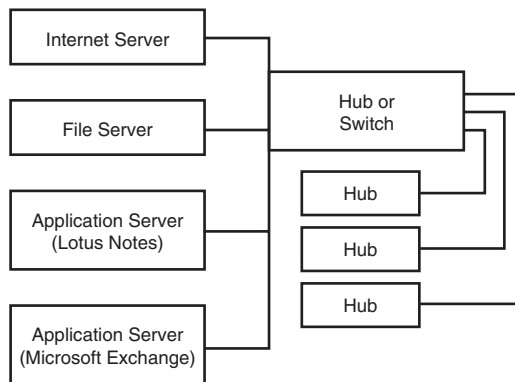 Internet Server
File Server
Application Server
(Lotus Notes)
Application Server
(Microsoft Exchange)
Hub or
Switch
Hub
Hub
Hub